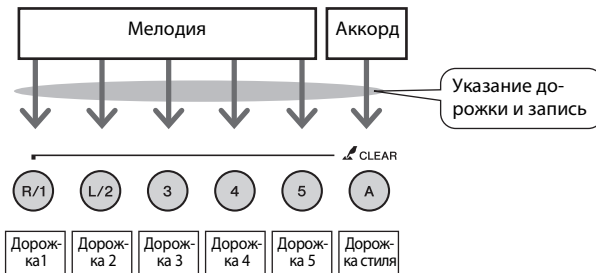 Мелодия
Аккорд
Указание до-
рожки и запись
CLEAR
R/1 L/2 3 4 5 A
Дорож- Дорож- Дорож- Дорож- Дорож- Дорож-
ка1 ка 2 ка 3 ка 4 ка 5 ка стиля